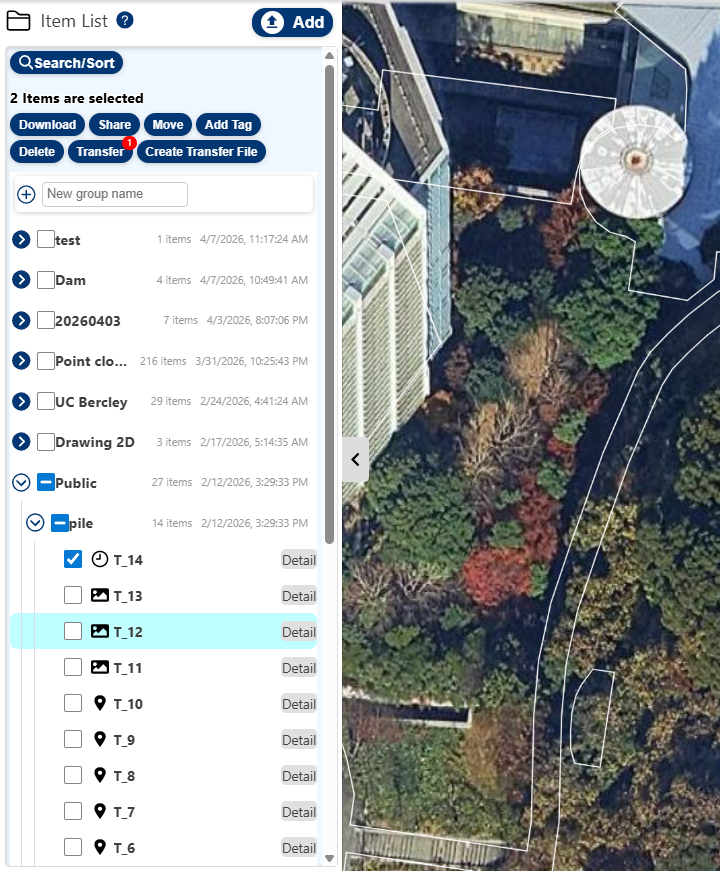 Item List ?
Add
Search/Sort
2 Items are selected
Download Share Move Add Tag
Delete Transfer 1 Create Transfer File
New group name
test 1 items 4/7/2026, 11:17:24 AM
Dam 4 items 4/7/2026, 10:49:41 AM
20260403 7 items 4/3/2026, 8:07:06 PM
Point clo... 216 items 3/31/2026, 10:25:43 PM
UC Bercley 29 items 2/24/2026, 4:41:24 AM
Drawing 2D 3 items 2/17/2026, 5:14:35 AM
Public 27 items 2/12/2026, 3:29:33 PM
pile 14 items 2/12/2026, 3:29:33 PM
T_14 Detail
T_13 Detail
T_12 Detail
T_11 Detail
T_10 Detail
T_9 Detail
T_8 Detail
T_7 Detail
T_6 Detail